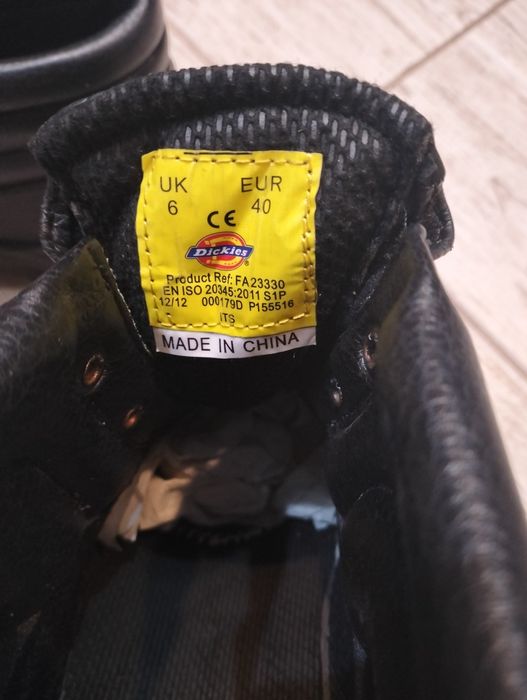 UK EUR
6 40
CE
Dickies
Product Ref: FA23330
EN ISO 20345:2011 S1P
12/12 000179D P155516
ITS
MADE IN CHINA